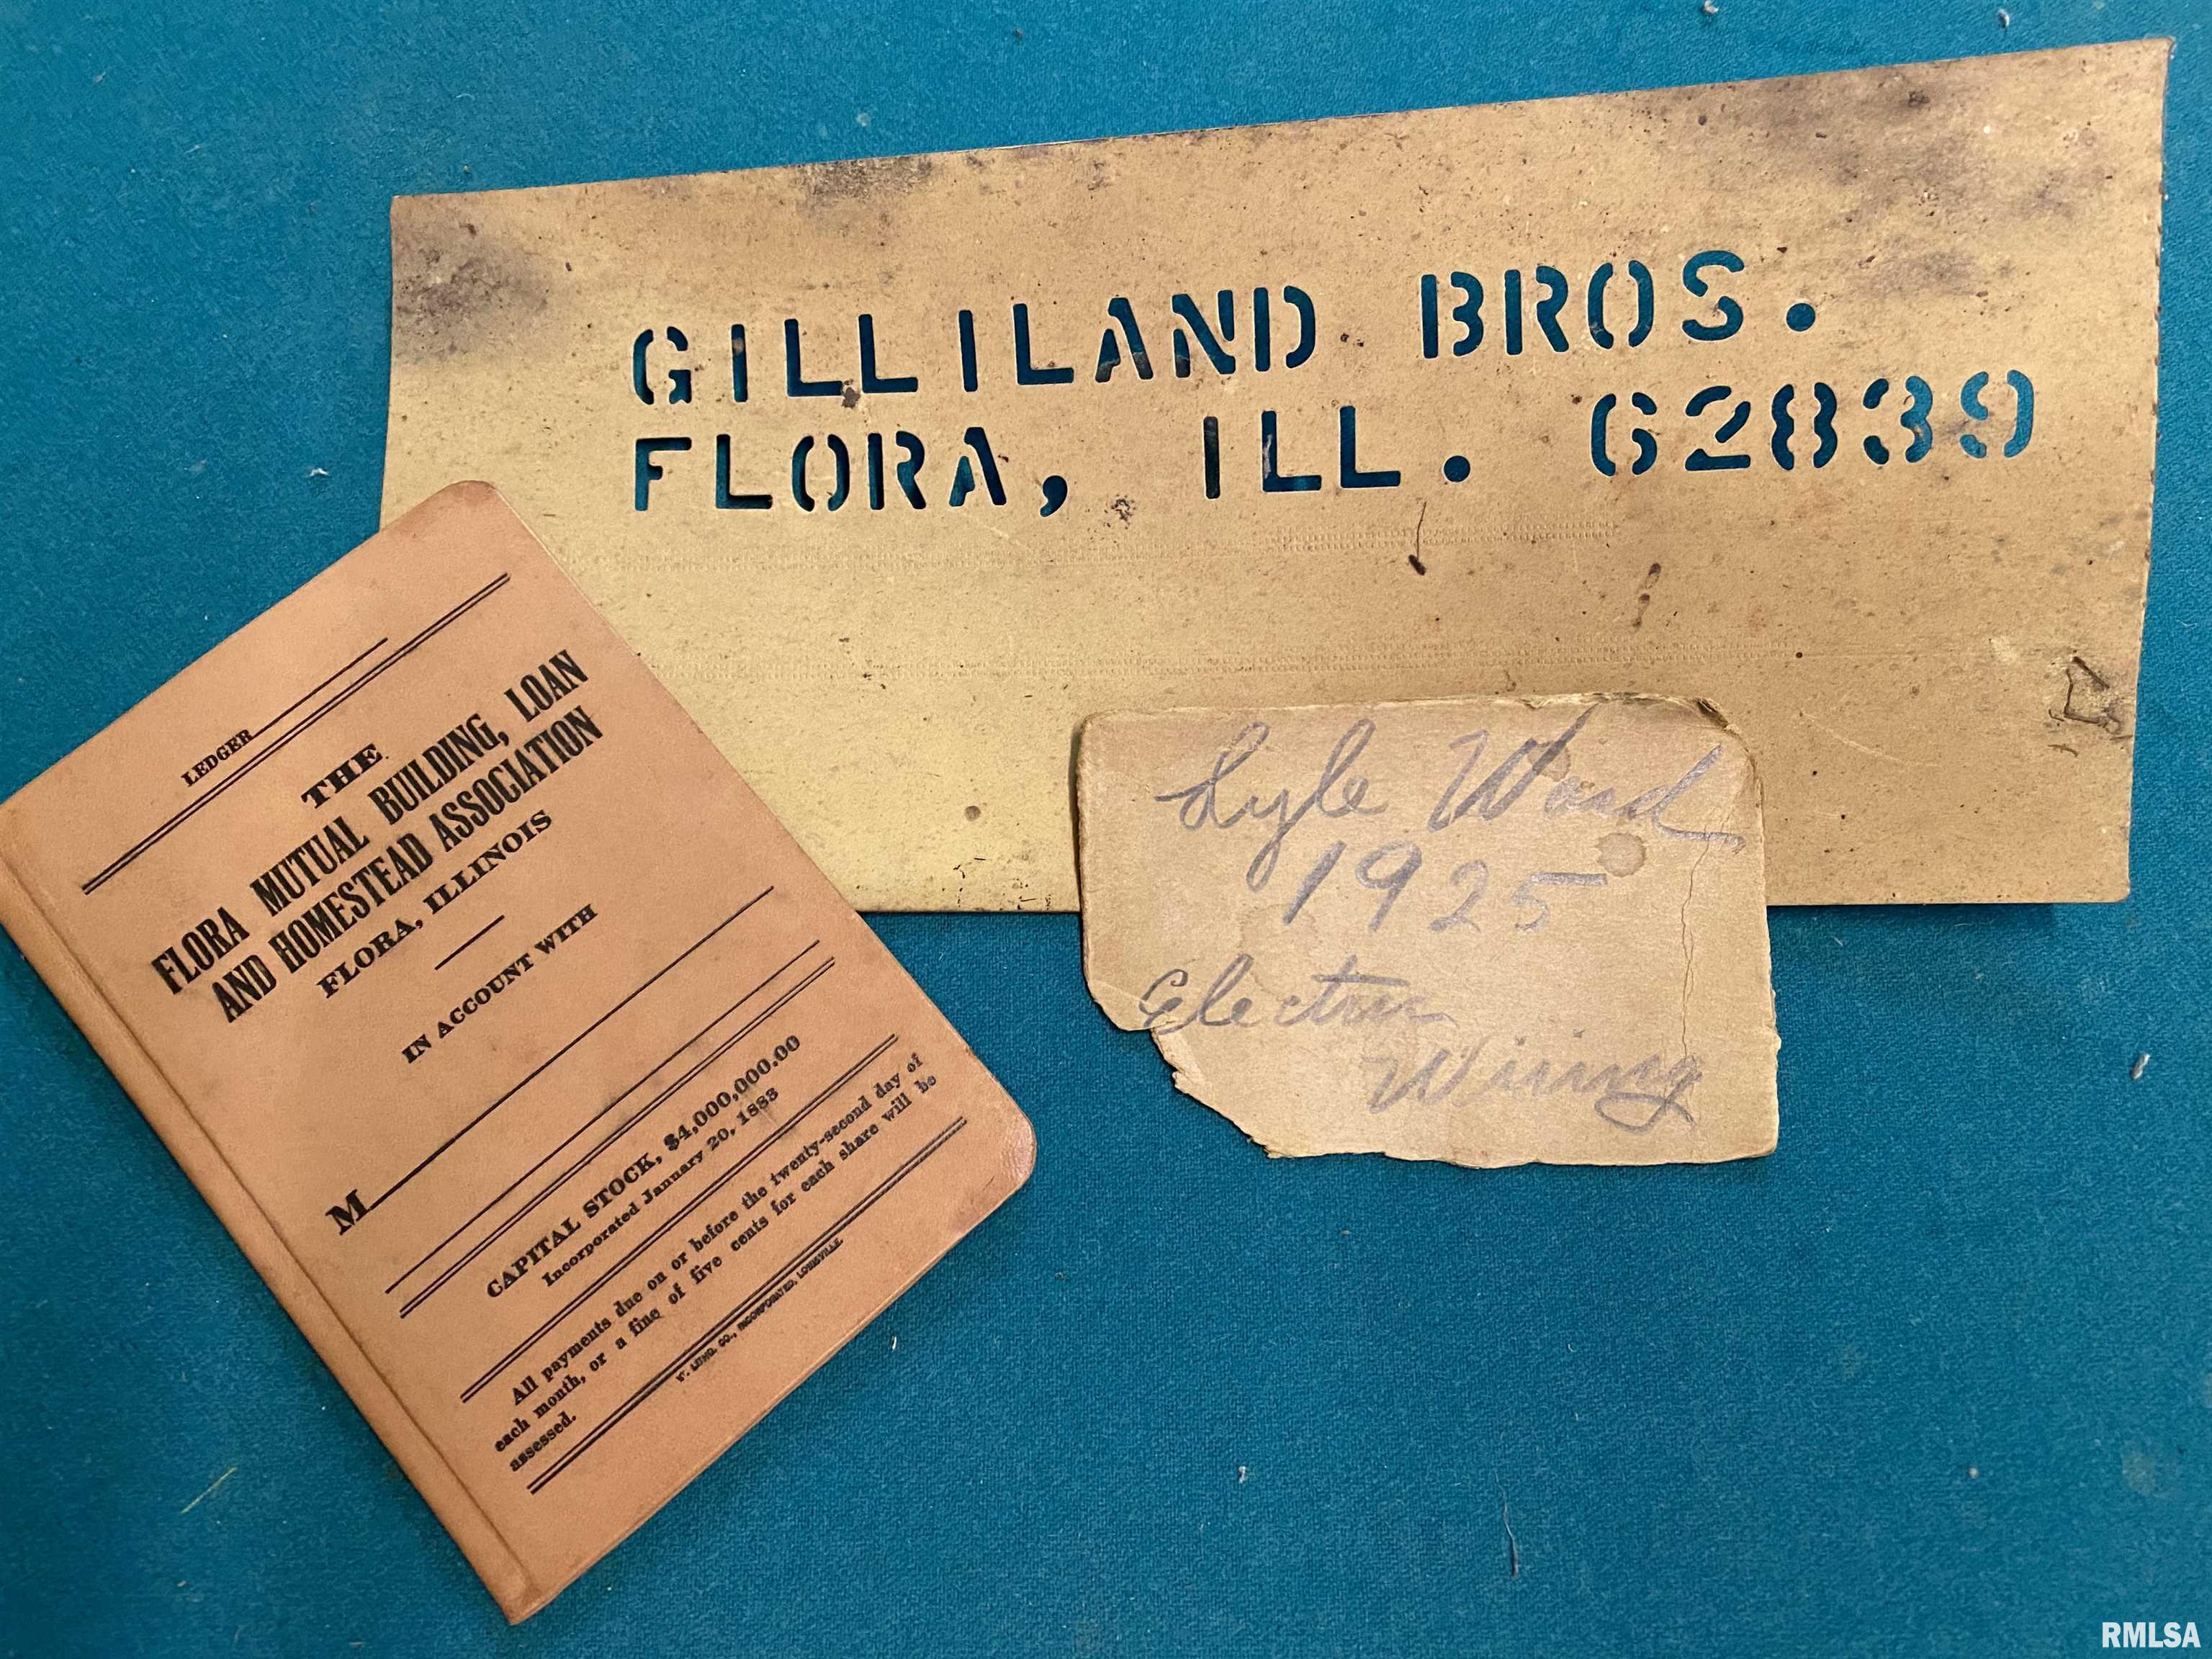 GILLILAND BROS.
FLORA, ILL. 62839
LEDGER
THE
FLORA MUTUAL BUILDING, LOAN
AND HOMESTEAD ASSOCIATION
FLORA, ILLINOIS
IN ACCOUNT WITH
M
CAPITAL STOCK, $4,000,000.00
Incorporated January 20, 1883
All payments due on or before the twenty-second day of
each month, or a fine of five cents for each share will be
assessed.
CO., INCORPORATED, LOUISVILLE.
Lyle Ward
1925
Electric
Wiring
RMLSA